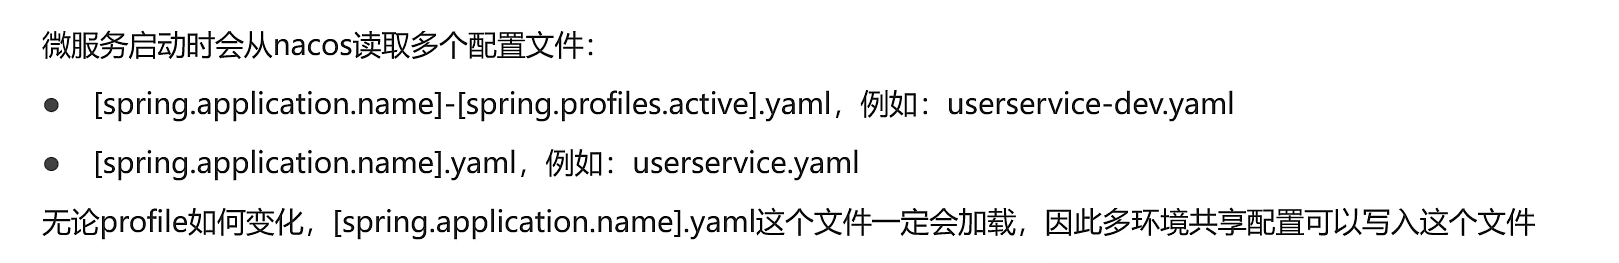 微服务启动时会从nacos读取多个配置文件：
● [spring.application.name]-[spring.profiles.active].yaml，例如：userservice-dev.yaml
● [spring.application.name].yaml，例如：userservice.yaml
无论profile如何变化，[spring.application.name].yaml这个文件一定会加载，因此多环境共享配置可以写入这个文件